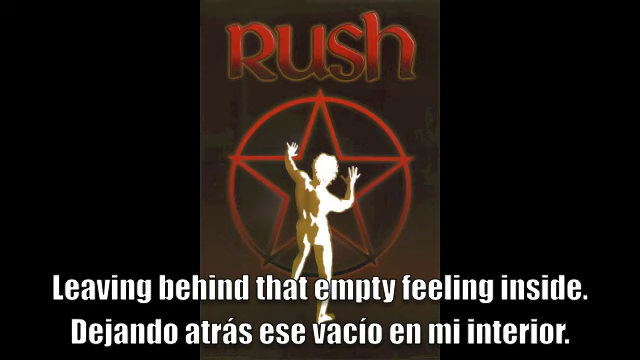 Rush
Leaving behind that empty feeling inside.
Dejando atrás ese vacío en mi interior.